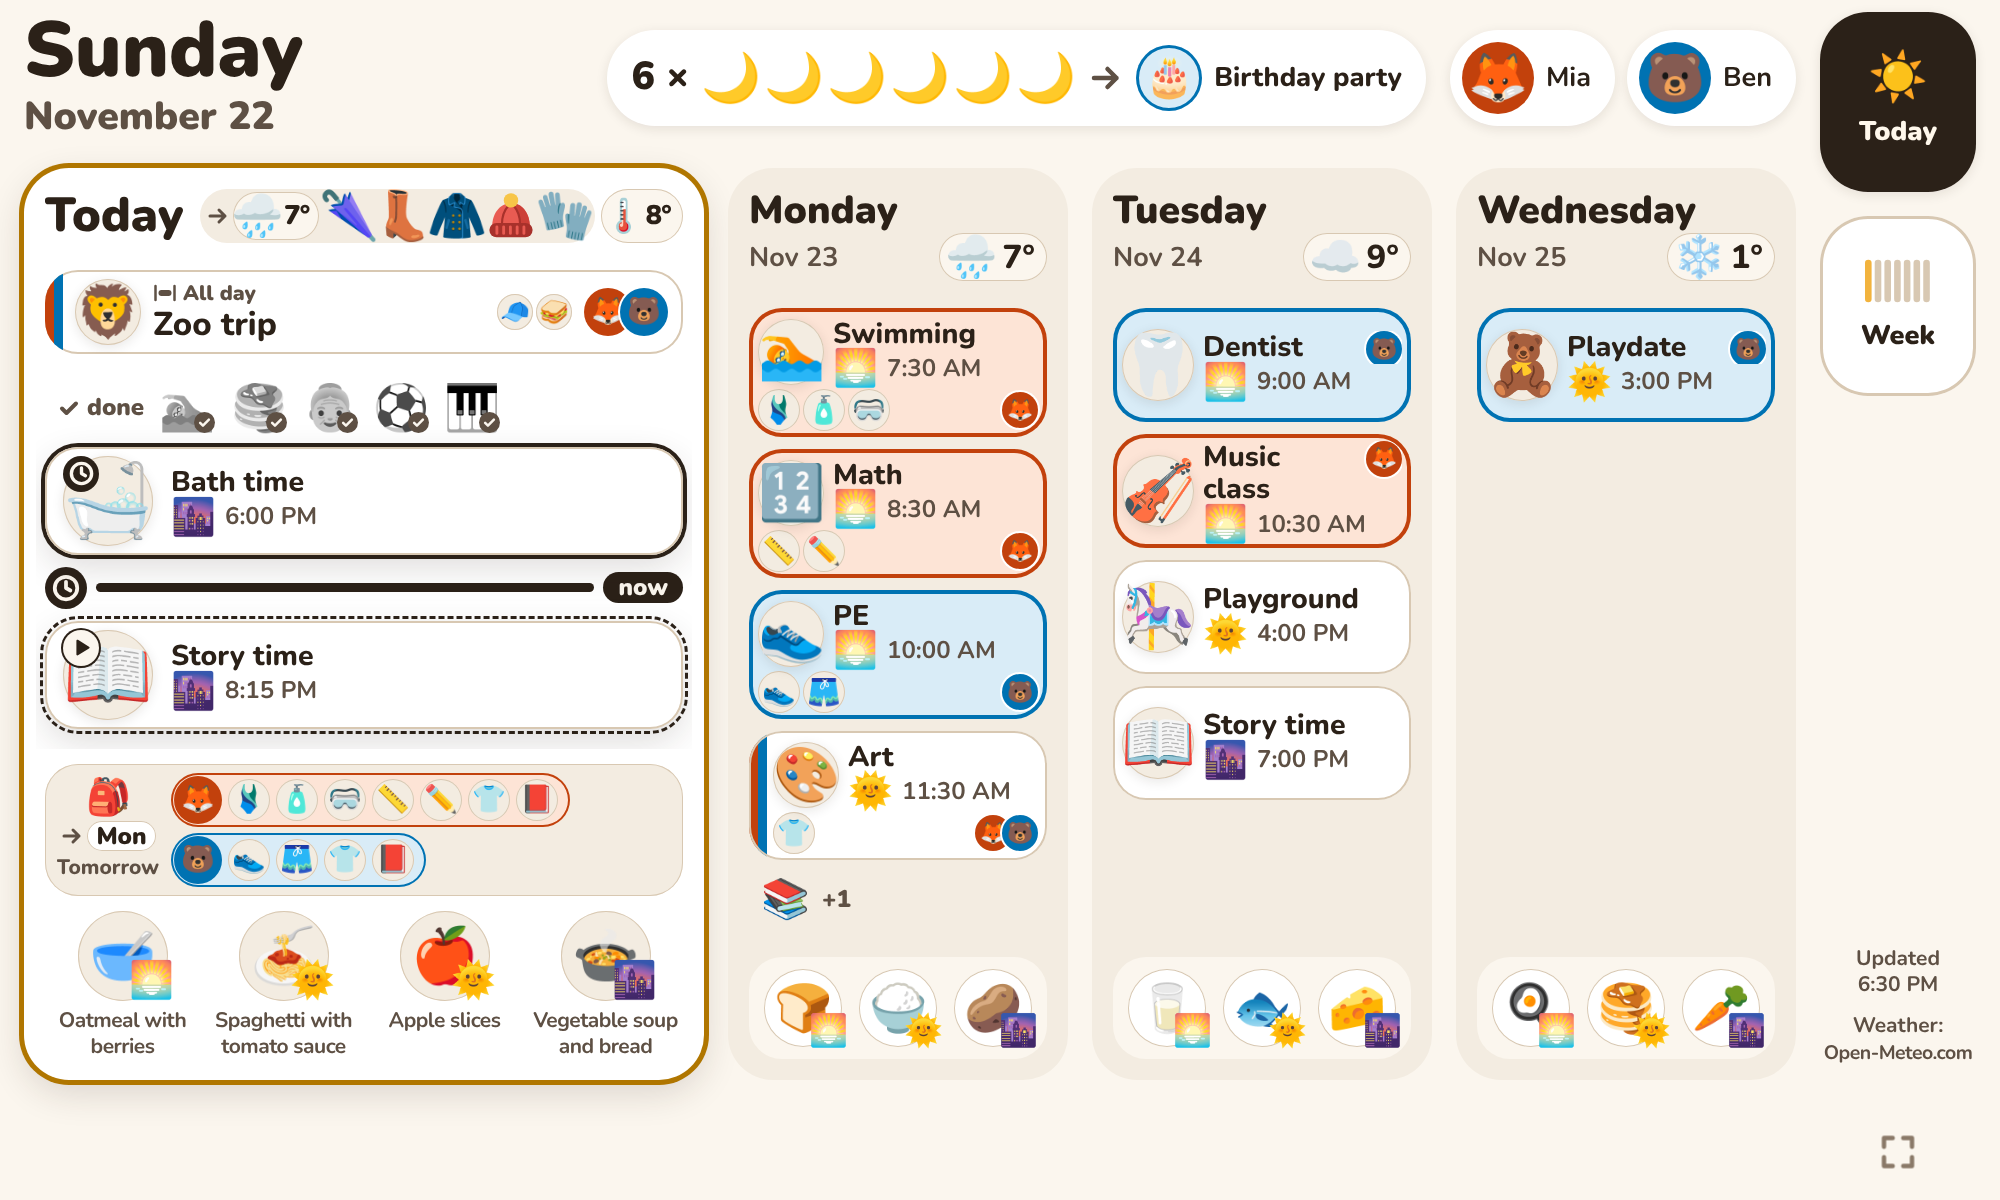 Sunday
November 22
6 ×
Birthday party
Mia
Ben
Today
Week
Today
7°
8°
All day
Zoo trip
done
Bath time
6:00 PM
now
Story time
8:15 PM
Mon
Tomorrow
Oatmeal with
berries
Spaghetti with
tomato sauce
Apple slices
Vegetable soup
and bread
Monday
Nov 23
7°
Swimming
7:30 AM
Math
1 2
3 4
8:30 AM
PE
10:00 AM
Art
11:30 AM
+1
Tuesday
Nov 24
9°
Dentist
9:00 AM
Music
class
10:30 AM
Playground
4:00 PM
Story time
7:00 PM
Wednesday
Nov 25
1°
Playdate
3:00 PM
Updated
6:30 PM
Weather:
Open-Meteo.com